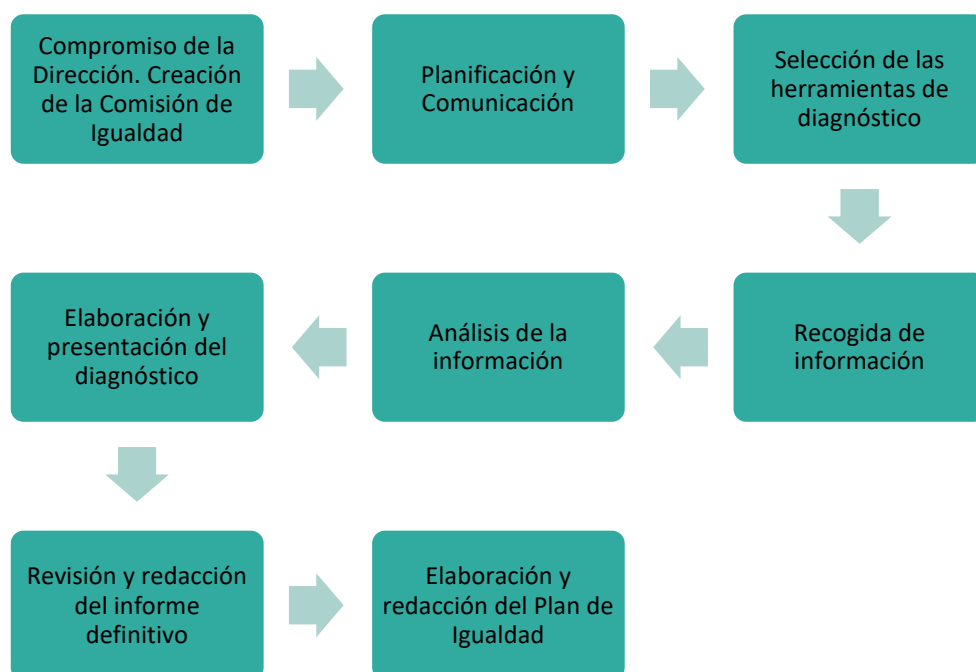 Compromiso de la
Dirección. Creación
de la Comisión de
Igualdad
Planificación y
Comunicación
Selección de las
herramientas de
diagnóstico
Recogida de
información
Análisis de la
información
Elaboración y
presentación del
diagnóstico
Revisión y redacción
del informe
definitivo
Elaboración y
redacción del Plan de
Igualdad